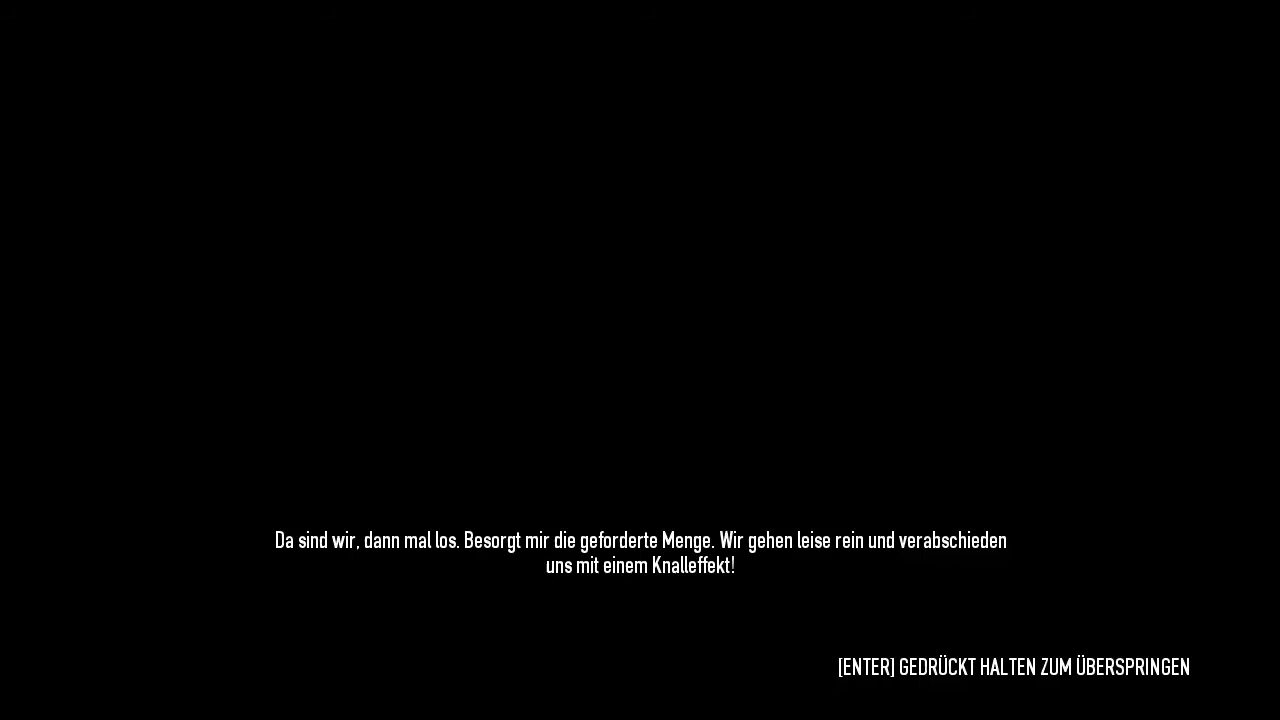 Da sind wir, dann mal los. Besorgt mir die geforderte Menge. Wir gehen leise rein und verabschieden
uns mit einem Knalleffekt!
[ENTER] GEDRÜCKT HALTEN ZUM ÜBERSPRINGEN